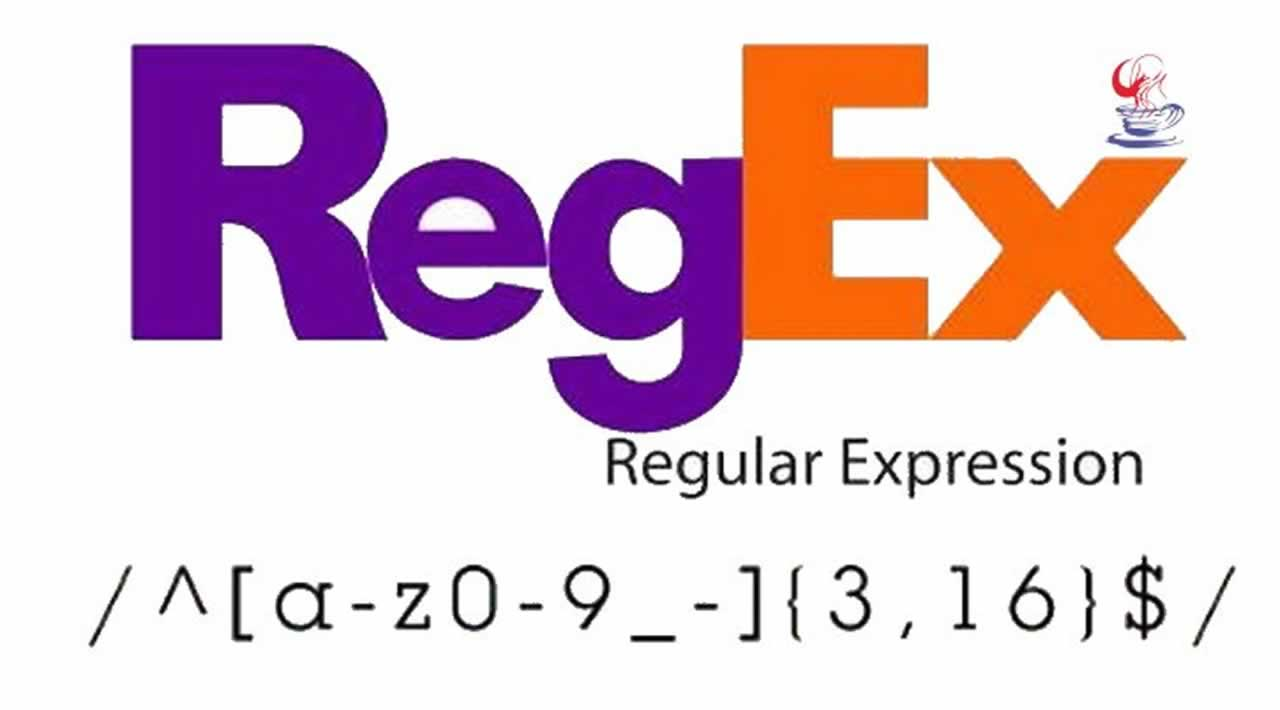 RegEx
Regular Expression
/^[a-z0-9_-]{3,16}$/